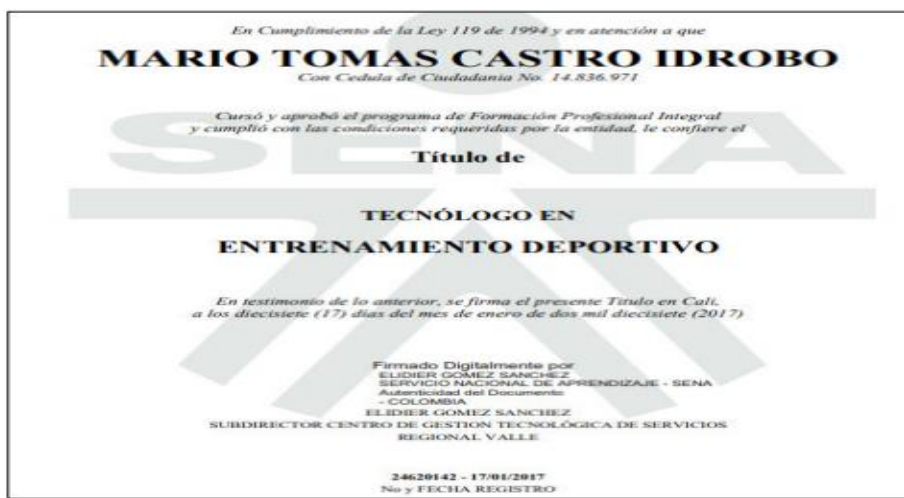 En Cumplimiento de la Ley 119 de 1994 y en atención a que
MARIO TOMAS CASTRO IDROBO
Con Cedula de Ciudadania No. 14.836.971
Cursó y aprobó el programa de Formación Profesional Integral
y cumplió con las condiciones requeridas por la entidad, le confiere el
SENA
Título de
TECNÓLOGO EN
ENTRENAMIENTO DEPORTIVO
En testimonio de lo anterior, se firma el presente Título en Cali,
a los diecisiete (17) días del mes de enero de dos mil diecisiete (2017)
Firmado Digitalmente por
ELIDIER GOMEZ SANCHEZ
SERVICIO NACIONAL DE APRENDIZAJE - SENA
Autenticidad del Documento
- COLOMBIA
ELIDIER GOMEZ SANCHEZ
SUBDIRECTOR CENTRO DE GESTION TECNOLÓGICA DE SERVICIOS
REGIONAL VALLE
24620142 - 17/01/2017
No y FECHA REGISTRO